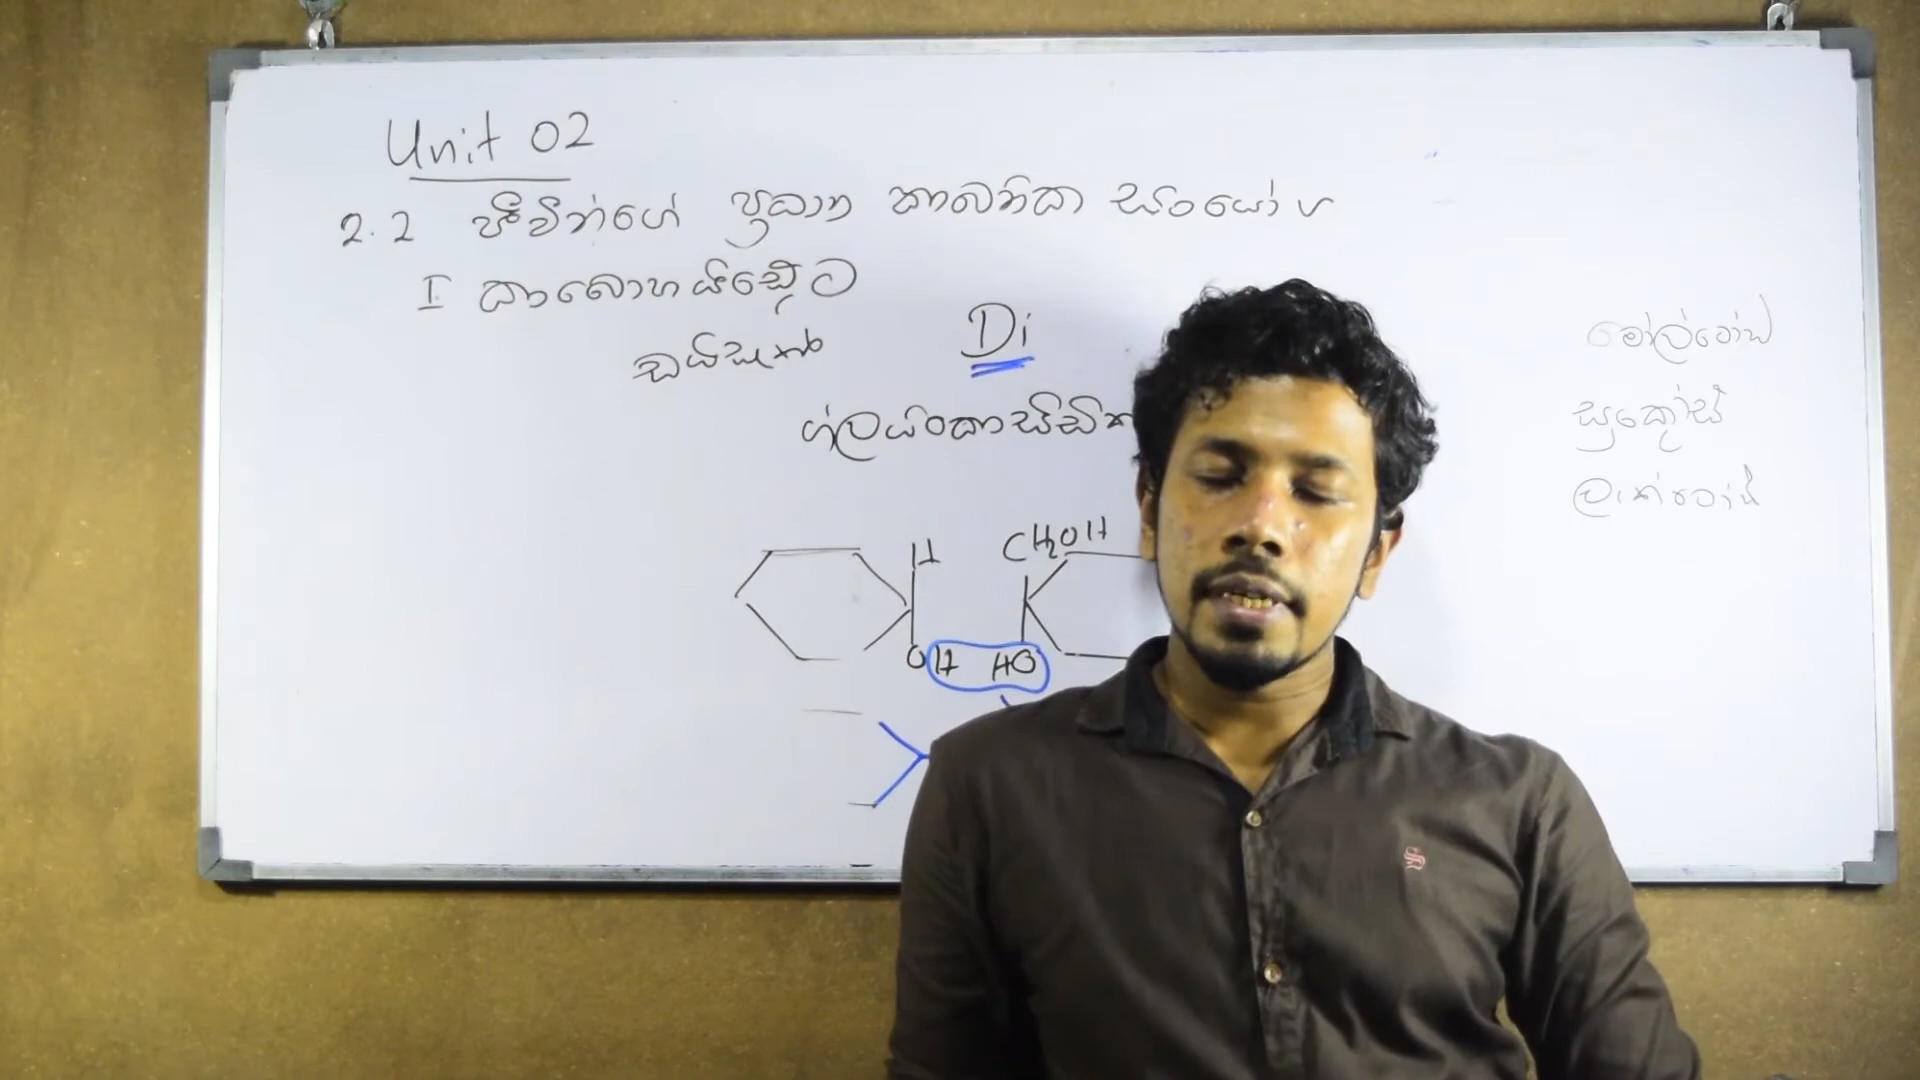 Unit 02
2.2 ජීවීන්ගේ ප්‍රධාන කාබනික සංයෝග
I කාබොහයිඩ්‍රේට
ඩයිසැකරයි
Di
ග්ලයිකොසිඩික
මෝල්ටෝස්
සුක්‍රෝස්
ලැක්ටෝස්
H CH₂OH
OH HO
S